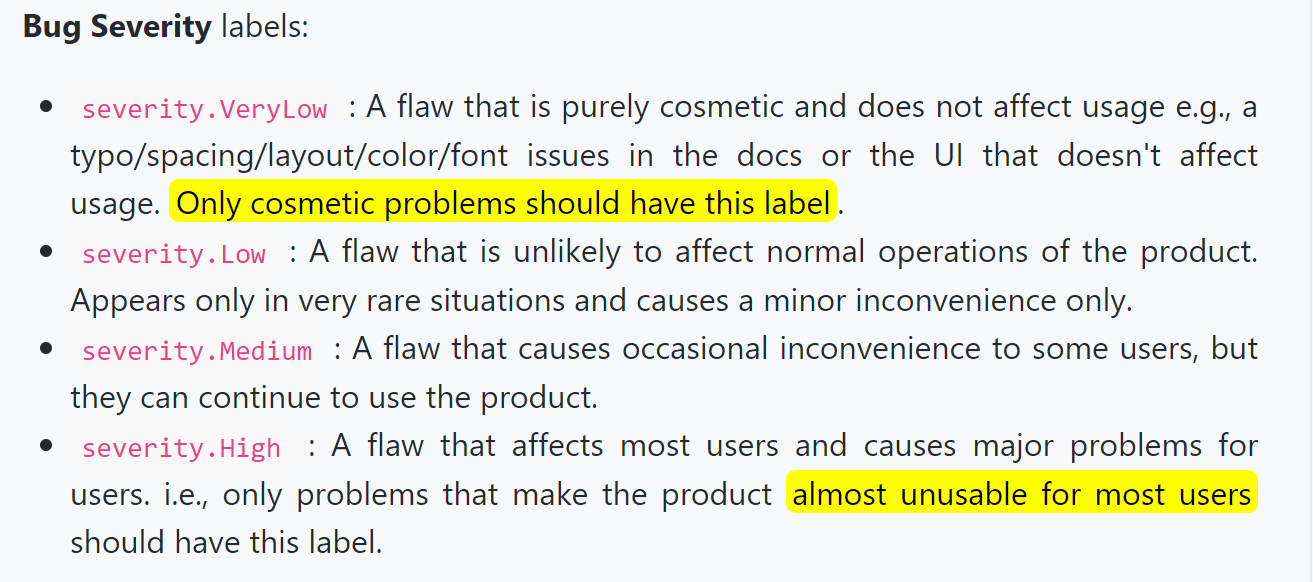 Bug Severity labels:
• severity.VeryLow : A flaw that is purely cosmetic and does not affect usage e.g., a
typo/spacing/layout/color/font issues in the docs or the UI that doesn't affect
usage. Only cosmetic problems should have this label.
• severity.Low : A flaw that is unlikely to affect normal operations of the product.
Appears only in very rare situations and causes a minor inconvenience only.
• severity.Medium : A flaw that causes occasional inconvenience to some users, but
they can continue to use the product.
• severity.High : A flaw that affects most users and causes major problems for
users. i.e., only problems that make the product almost unusable for most users
should have this label.